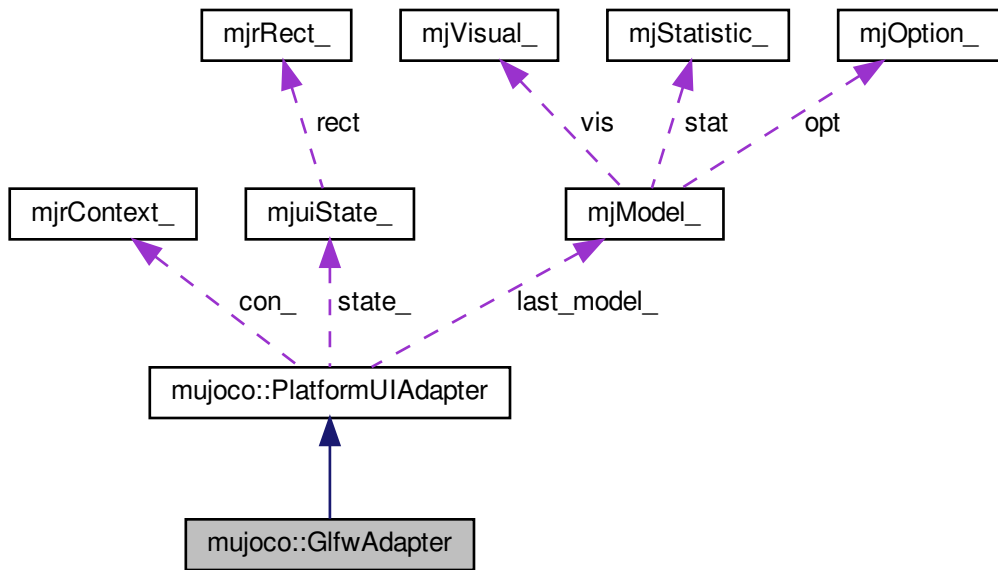 mjrRect_
mjVisual_
mjStatistic_
mjOption_
rect
vis
stat
opt
mjrContext_
mjuiState_
mjModel_
con_
state_
last_model_
mujoco::PlatformUIAdapter
mujoco::GlfwAdapter